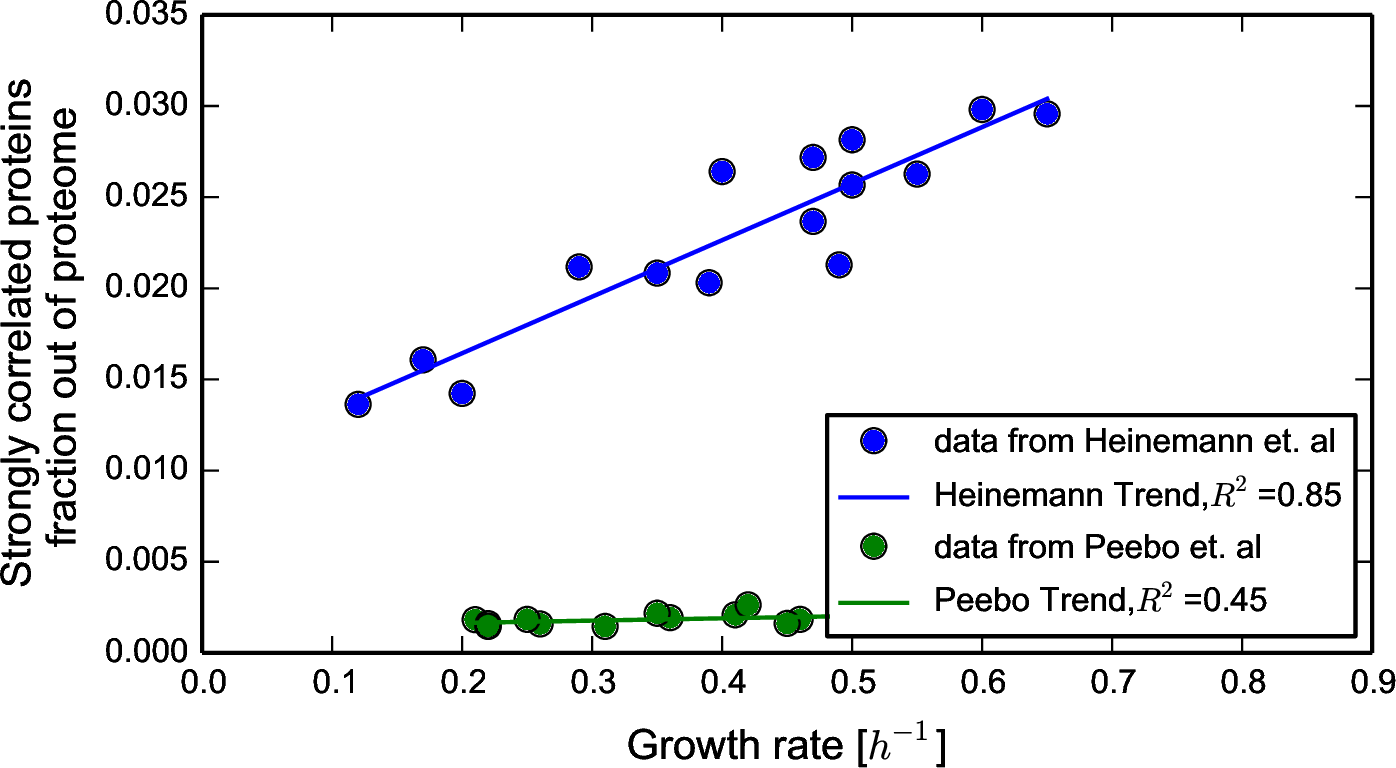 Strongly correlated proteins
fraction out of proteome
0.035
0.030
0.025
0.020
0.015
0.010
0.005
0.000
data from Heinemann et. al
Heinemann Trend,R² =0.85
data from Peebo et. al
Peebo Trend,R² =0.45
0.0 0.1 0.2 0.3 0.4 0.5 0.6 0.7 0.8 0.9
Growth rate [h⁻¹]